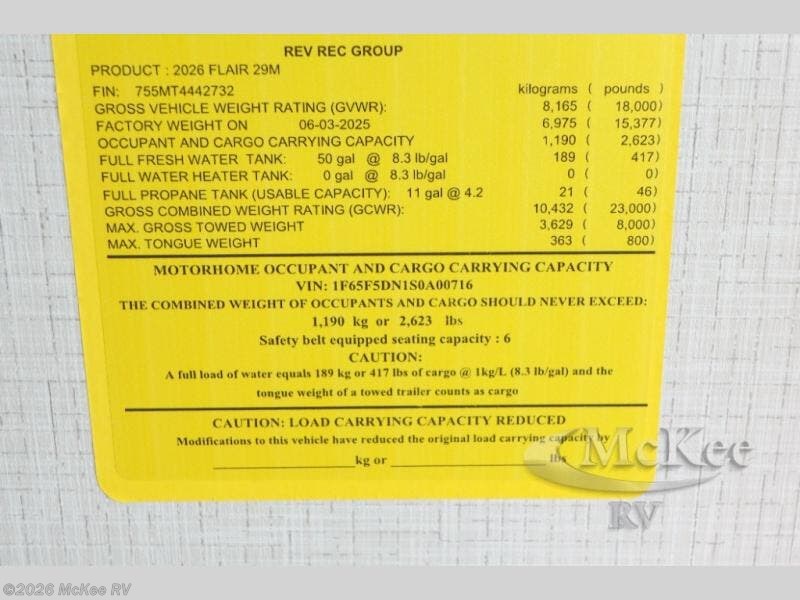 REV REC GROUP
PRODUCT : 2026 FLAIR 29M
FIN: 755MT4442732 kilograms ( pounds )
GROSS VEHICLE WEIGHT RATING (GVWR): 8,165 ( 18,000)
FACTORY WEIGHT ON 06-03-2025 6,975 ( 15,377)
OCCUPANT AND CARGO CARRYING CAPACITY 1,190 ( 2,623)
FULL FRESH WATER TANK: 50 gal @ 8.3 lb/gal 189 ( 417)
FULL WATER HEATER TANK: 0 gal @ 8.3 lb/gal 0 ( 0)
FULL PROPANE TANK (USABLE CAPACITY): 11 gal @ 4.2 21 ( 46)
GROSS COMBINED WEIGHT RATING (GCWR): 10,432 ( 23,000)
MAX. GROSS TOWED WEIGHT 3,629 ( 8,000)
MAX. TONGUE WEIGHT 363 ( 800)
MOTORHOME OCCUPANT AND CARGO CARRYING CAPACITY
VIN: 1F65F5DN1S0A00716
THE COMBINED WEIGHT OF OCCUPANTS AND CARGO SHOULD NEVER EXCEED:
1,190 kg or 2,623 lbs
Safety belt equipped seating capacity : 6
CAUTION:
A full load of water equals 189 kg or 417 lbs of cargo @ 1kg/L (8.3 lb/gal) and the
tongue weight of a towed trailer counts as cargo
CAUTION: LOAD CARRYING CAPACITY REDUCED
Modifications to this vehicle have reduced the original load carrying capacity by
kg or lbs
McKee
RV
©2026 McKee RV